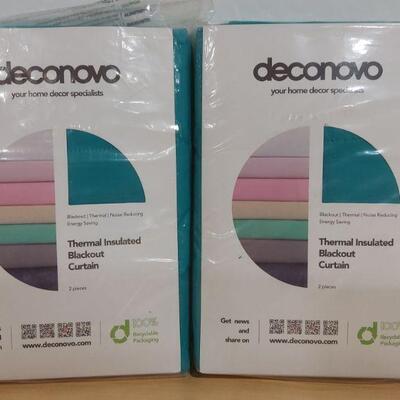 deconovo
your home decor specialists
Blackout | Thermal | Noise Reducing
Energy Saving
Thermal Insulated
Blackout
Curtain
2 pieces
www.deconovo.com
100%
Recyclable
Packaging
deconovo
your home decor specialists
Blackout | Thermal | Noise Reducing
Energy Saving
Thermal Insulated
Blackout
Curtain
2 pieces
Get news
and
share on
www.deconovo.com
100%
Recyclable
Packaging